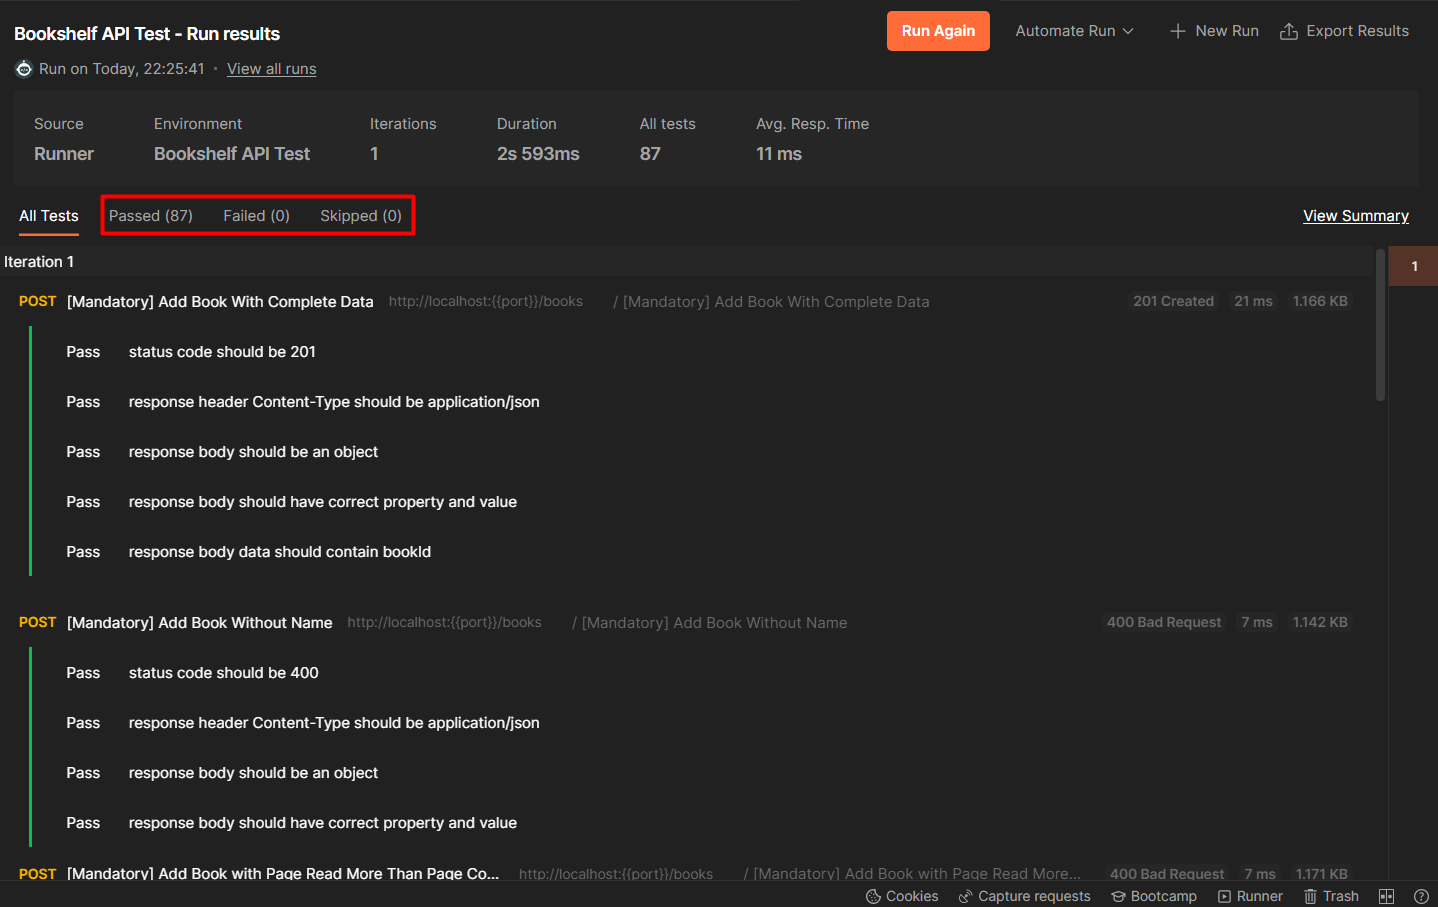 Bookshelf API Test - Run results
Run Again
Automate Run
New Run
Export Results
Run on Today, 22:25:41 · View all runs
Source Environment Iterations Duration All tests Avg. Resp. Time
Runner Bookshelf API Test 1 2s 593ms 87 11 ms
All Tests Passed (87) Failed (0) Skipped (0) View Summary
Iteration 1
1
POST [Mandatory] Add Book With Complete Data http://localhost:{{port}}/books / [Mandatory] Add Book With Complete Data 201 Created 21 ms 1.166 KB
Pass status code should be 201
Pass response header Content-Type should be application/json
Pass response body should be an object
Pass response body should have correct property and value
Pass response body data should contain bookId
POST [Mandatory] Add Book Without Name http://localhost:{{port}}/books / [Mandatory] Add Book Without Name 400 Bad Request 7 ms 1.142 KB
Pass status code should be 400
Pass response header Content-Type should be application/json
Pass response body should be an object
Pass response body should have correct property and value
POST [Mandatory] Add Book with Page Read More Than Page Co... http://localhost:{{port}}/books / [Mandatory] Add Book with Page Read More... 400 Bad Request 7 ms 1.171 KB
Cookies Capture requests Bootcamp Runner Trash